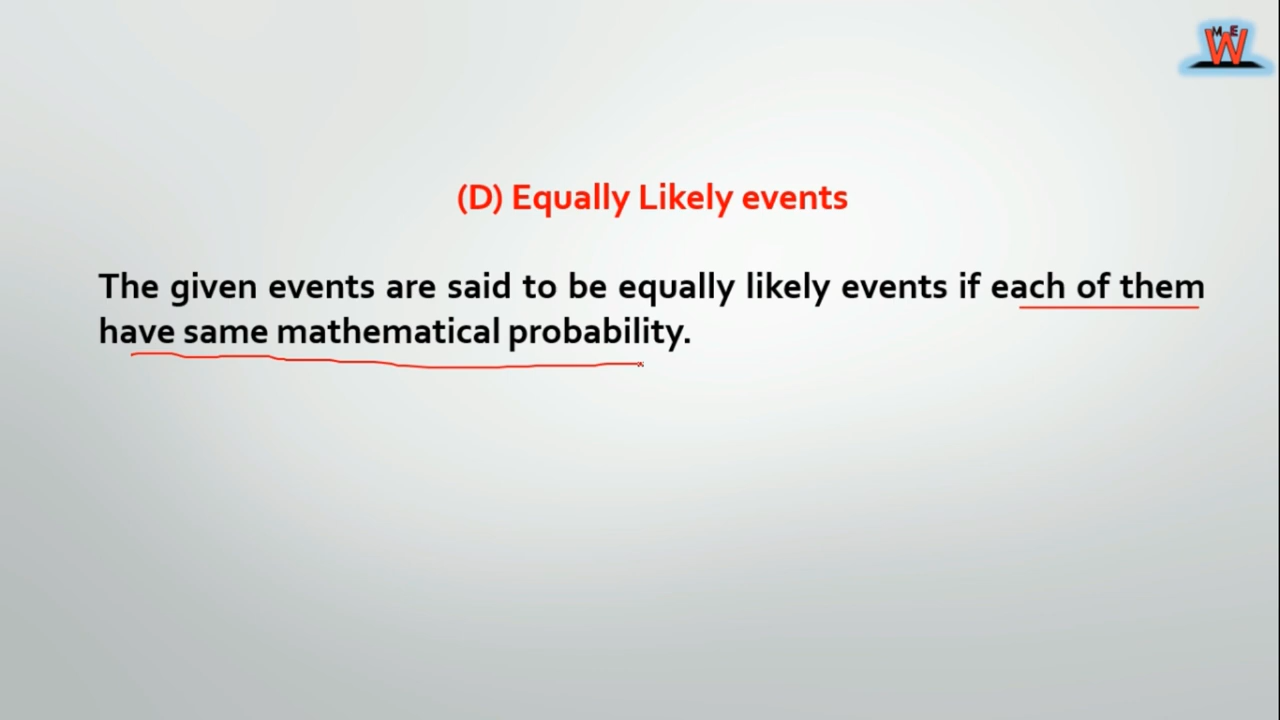 M E
W
(D) Equally Likely events
The given events are said to be equally likely events if each of them
have same mathematical probability.